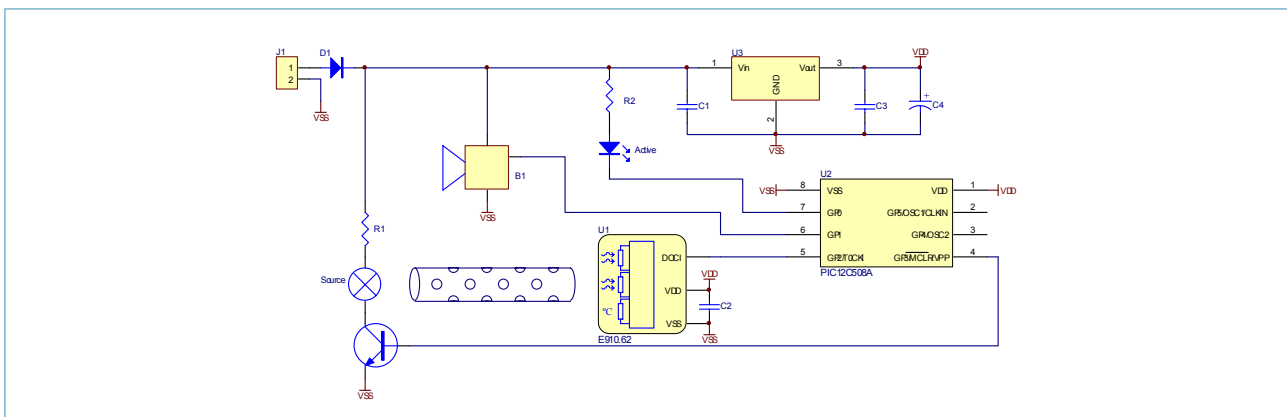 J1
1
2
D1
VSS
R1
Source
VSS
B1
VSS
R2
Active
C1
U3
1
Vin
Vout
3
GND
2
VSS
C3
VDD
+
C4
U1
DOCI
VDD
VSS
°C
E910.62
VDD
C2
VSS
U2
VSS
8
VSS
VDD
1
VDD
7
GP0
GP5/OSC1/CLKIN
2
6
GP1
GP4/OSC2
3
5
GP2/T0CKI
GP3/MCLR/VPP
4
PIC12C508A